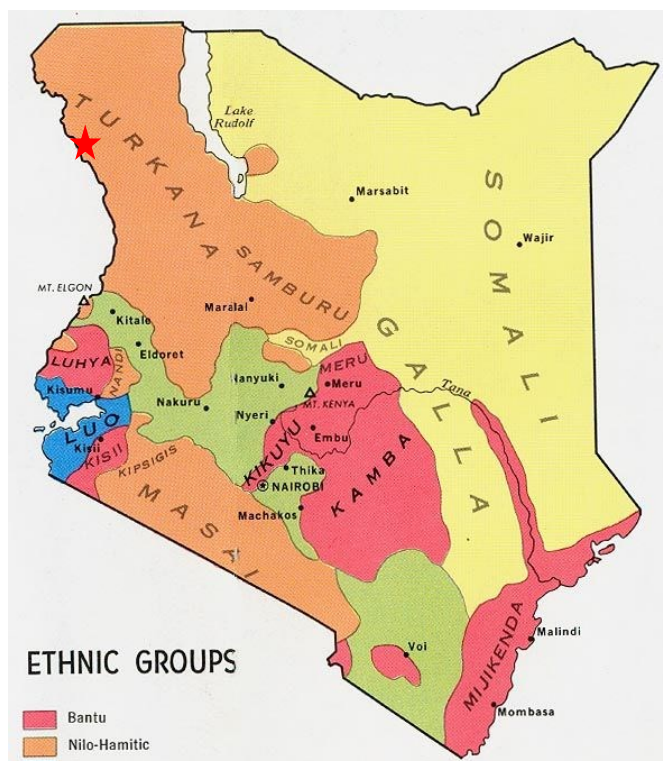 TURKANA
Lake
Rudolf
Marsabit
SOMALI
Wajir
SAMBURU
MT. ELGON
Maralal
Kitale
GALLA
SOMALI
Eldoret
LUHYA
NANDI
MERU
Meru
Nanyuki
Tana
Kisumu
MT. KENYA
Nakuru
LUO
Nyeri
Embu
Kisii
KISII
KIKUYU
KAMBA
KIPSIGIS
Thika
NAIROBI
MASAI
Machakos
Voi
MIJIKENDA
Malindi
Mombasa
ETHNIC GROUPS
Bantu
Nilo-Hamitic